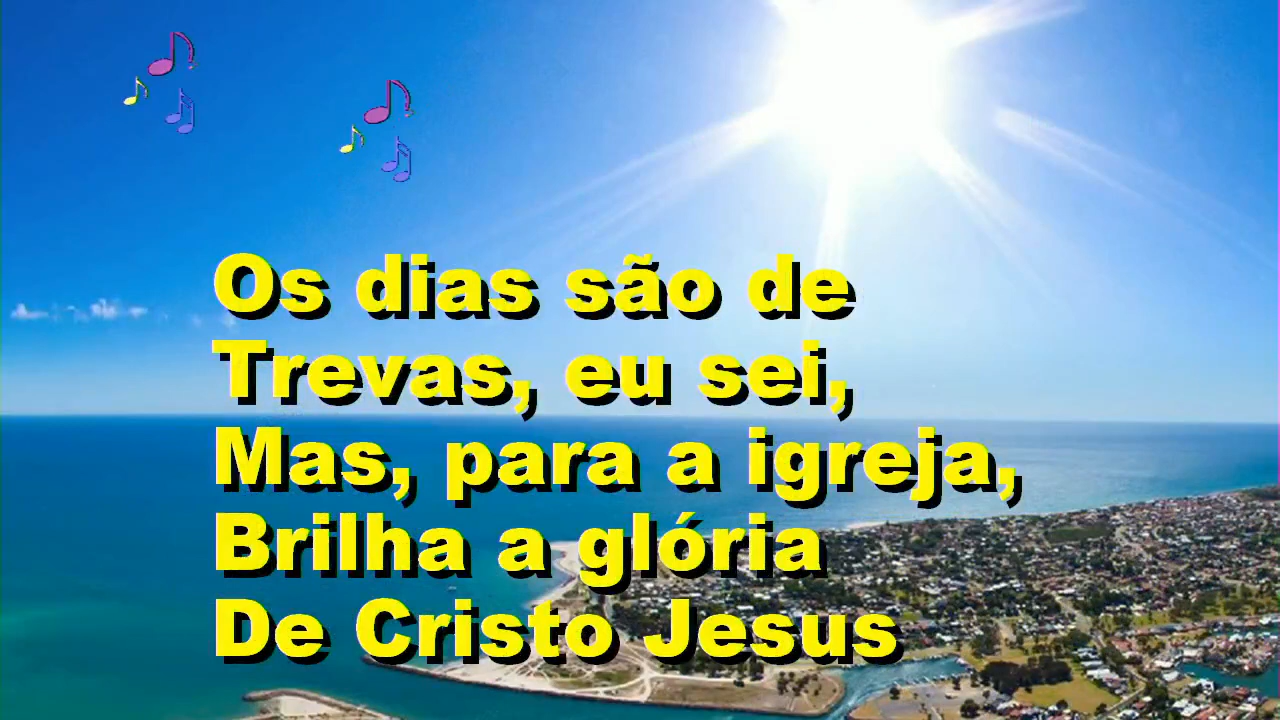 Os dias são de
Trevas, eu sei,
Mas, para a igreja,
Brilha a glória
De Cristo Jesus